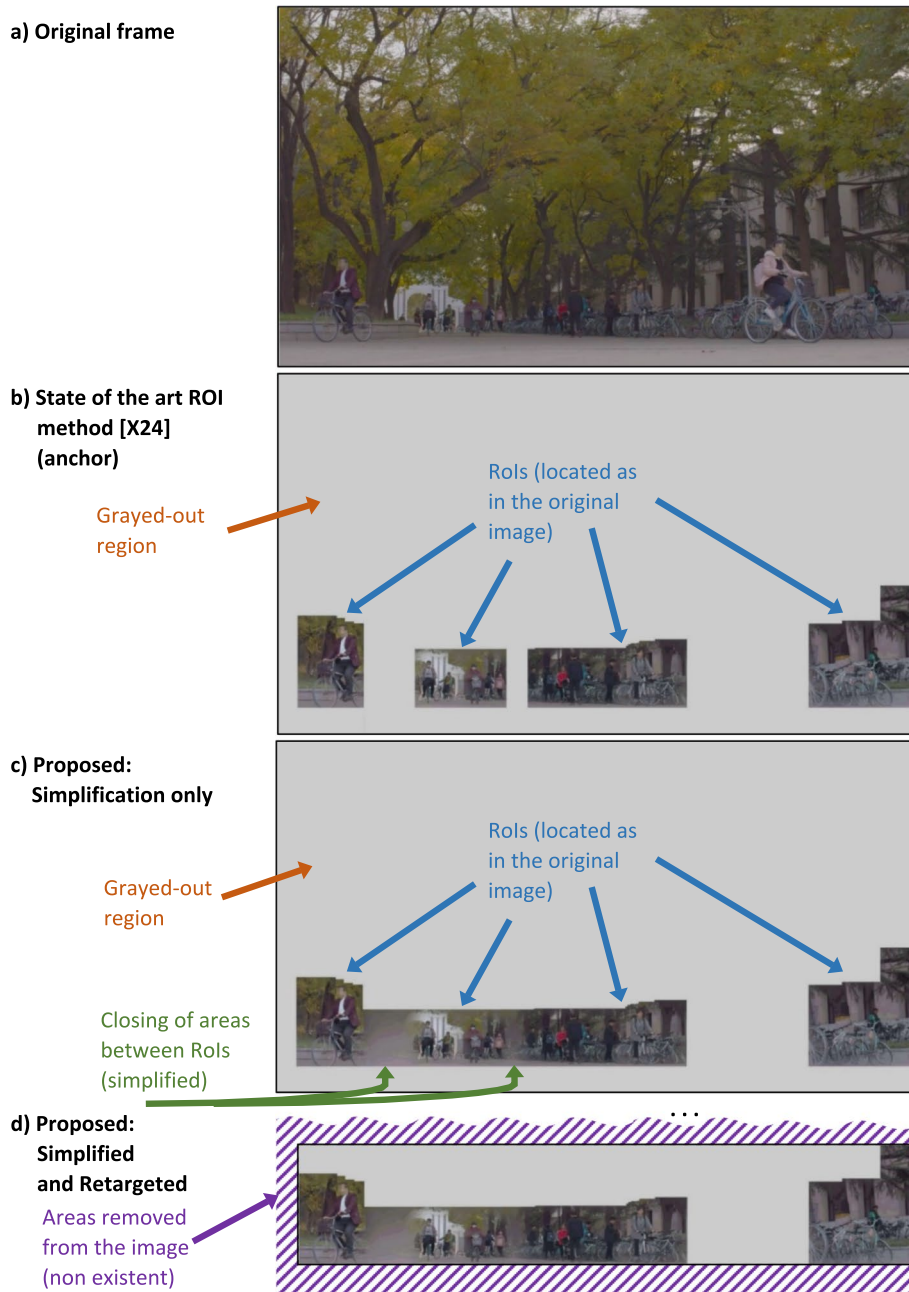 a) Original frame
b) State of the art ROI
method [X24]
(anchor)
RoIs (located as
in the original
image)
Grayed-out
region
c) Proposed:
Simplification only
RoIs (located as
in the original
image)
Grayed-out
region
Closing of areas
between RoIs
(simplified)
...
d) Proposed:
Simplified
and Retargeted
Areas removed
from the image
(non existent)